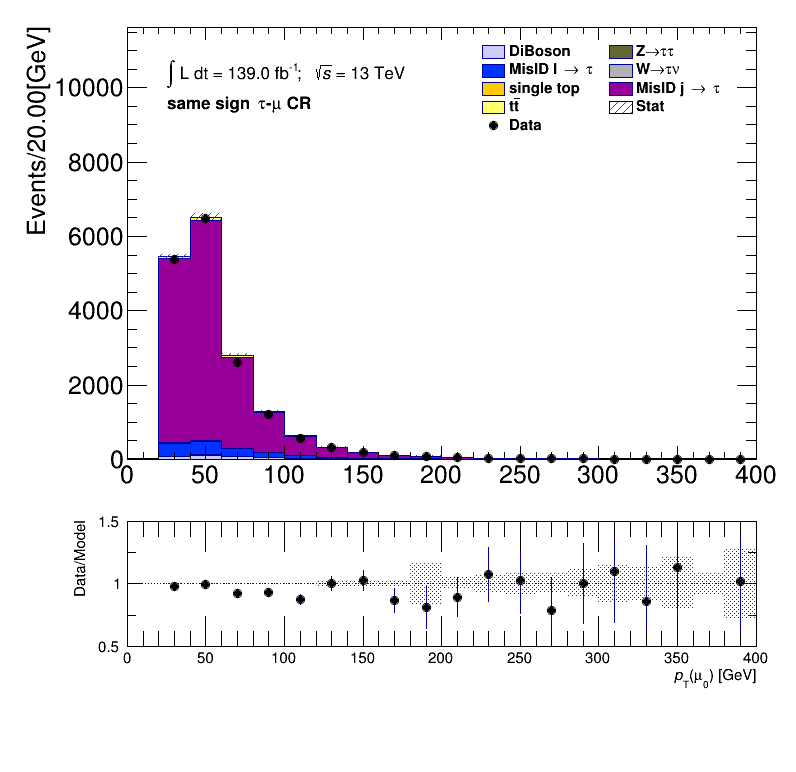 Events/20.00[GeV]
∫ L dt = 139.0 fb⁻¹; √s = 13 TeV
same sign τ-μ CR
DiBoson
MisID l → τ
single top
tt̄
Data
Z→ττ
W→τν
MisID j → τ
Stat
10000
8000
6000
4000
2000
0
0 50 100 150 200 250 300 350 400
Data/Model
1.5
1
0.5
0 50 100 150 200 250 300 350 400
p_T(μ_0) [GeV]